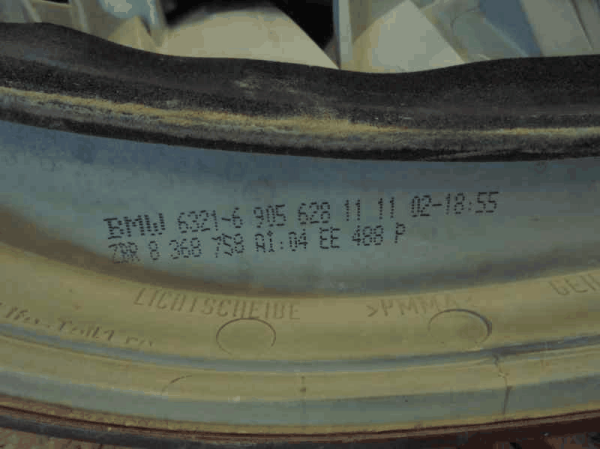 BMW 6321-6 905 628 11 11 02-18:55
ZBR 8 368 758 AI:04 EE 488 P
LICHTSCHEIBE >PMMA<